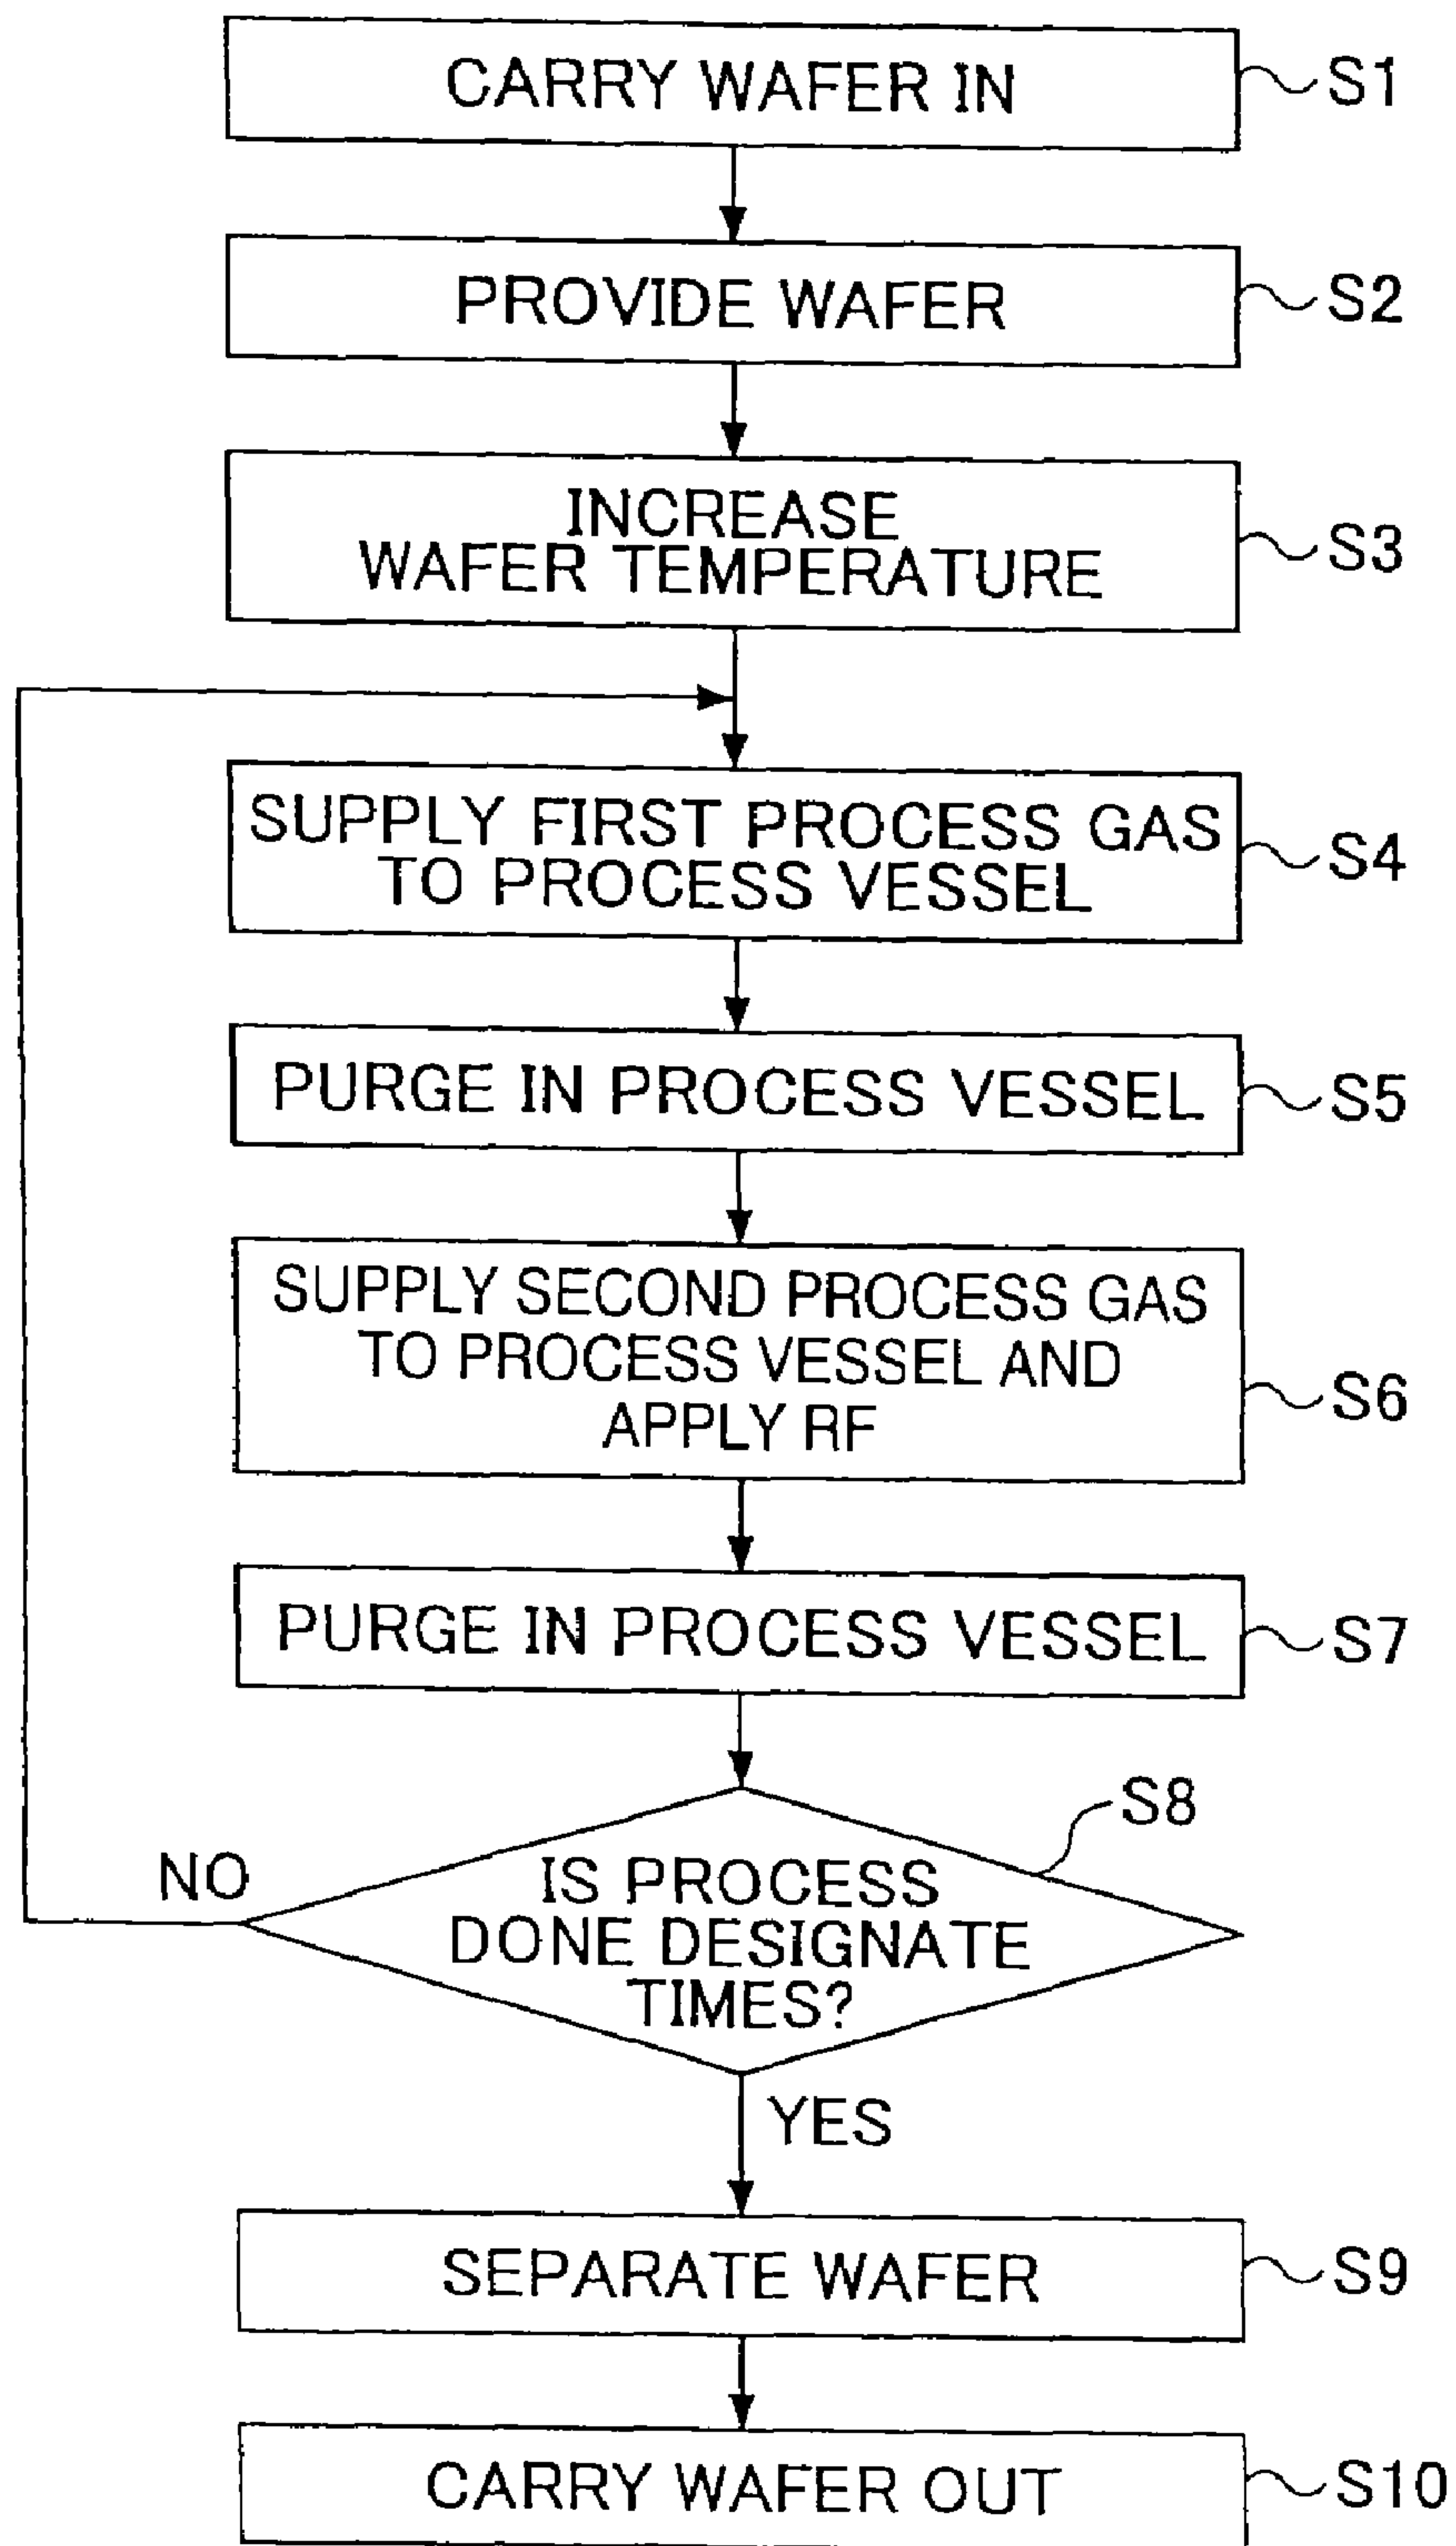 CARRY WAFER IN
S1
PROVIDE WAFER
S2
INCREASE
WAFER TEMPERATURE
S3
SUPPLY FIRST PROCESS GAS
TO PROCESS VESSEL
S4
PURGE IN PROCESS VESSEL
S5
SUPPLY SECOND PROCESS GAS
TO PROCESS VESSEL AND
APPLY RF
S6
PURGE IN PROCESS VESSEL
S7
S8
NO
IS PROCESS
DONE DESIGNATE
TIMES?
YES
SEPARATE WAFER
S9
CARRY WAFER OUT
S10